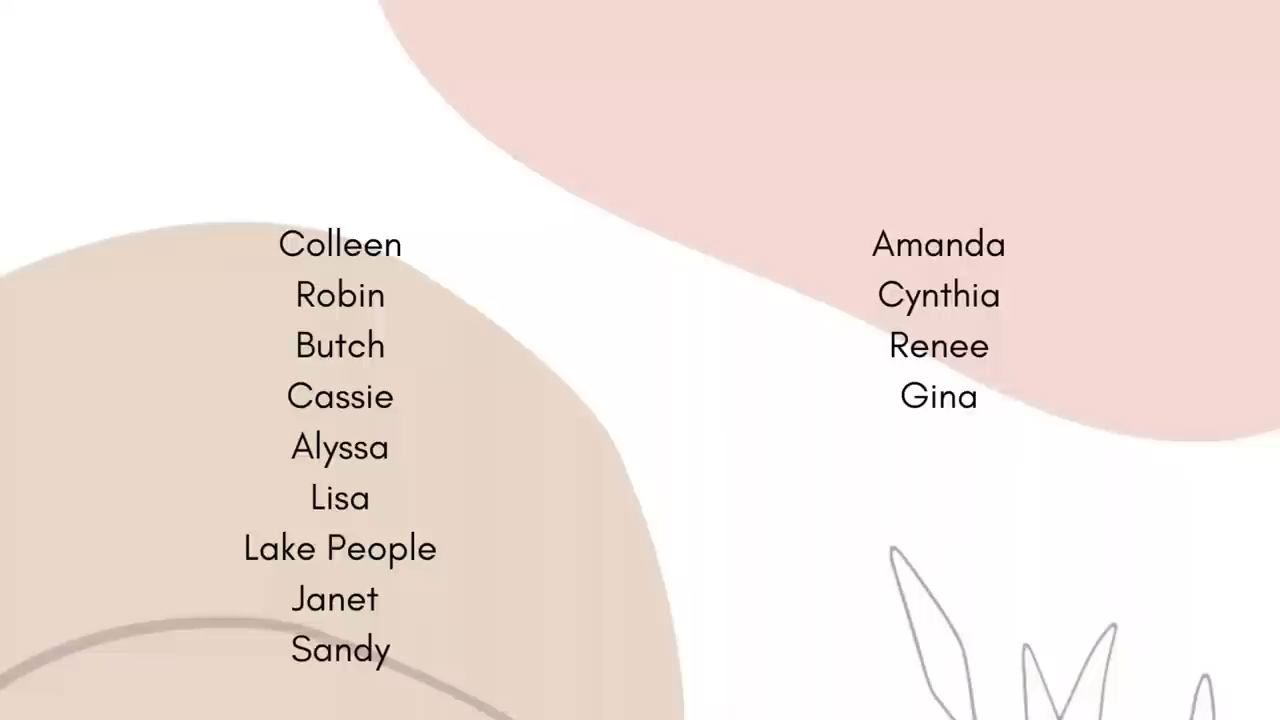 Colleen
Robin
Butch
Cassie
Alyssa
Lisa
Lake People
Janet
Sandy
Amanda
Cynthia
Renee
Gina